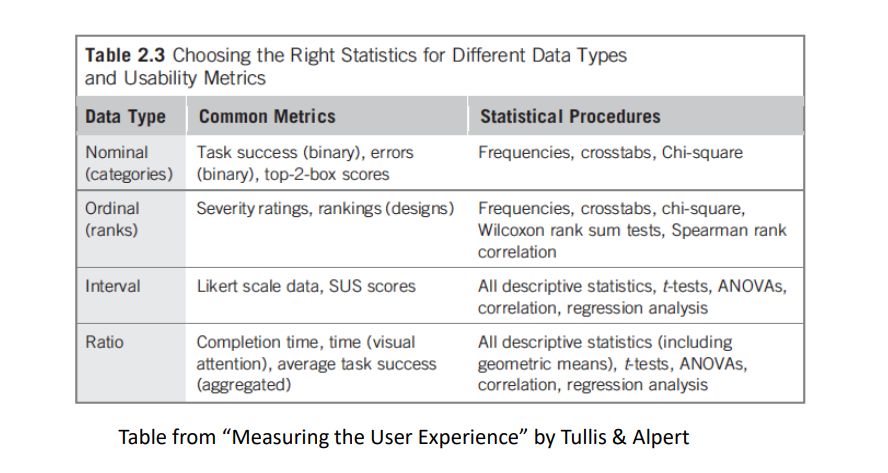 Table 2.3 Choosing the Right Statistics for Different Data Types
and Usability Metrics
Data Type Common Metrics Statistical Procedures
Nominal Task success (binary), errors Frequencies, crosstabs, Chi-square
(categories) (binary), top-2-box scores
Ordinal Severity ratings, rankings (designs) Frequencies, crosstabs, chi-square,
(ranks) Wilcoxon rank sum tests, Spearman rank
correlation
Interval Likert scale data, SUS scores All descriptive statistics, t-tests, ANOVAs,
correlation, regression analysis
Ratio Completion time, time (visual All descriptive statistics (including
attention), average task success geometric means), t-tests, ANOVAs,
(aggregated) correlation, regression analysis
Table from “Measuring the User Experience” by Tullis & Alpert